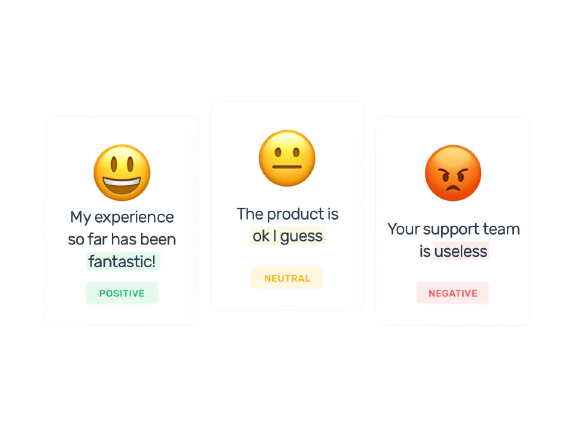 My experience
so far has been
fantastic!
POSITIVE
The product is
ok I guess
NEUTRAL
Your support team
is useless
NEGATIVE